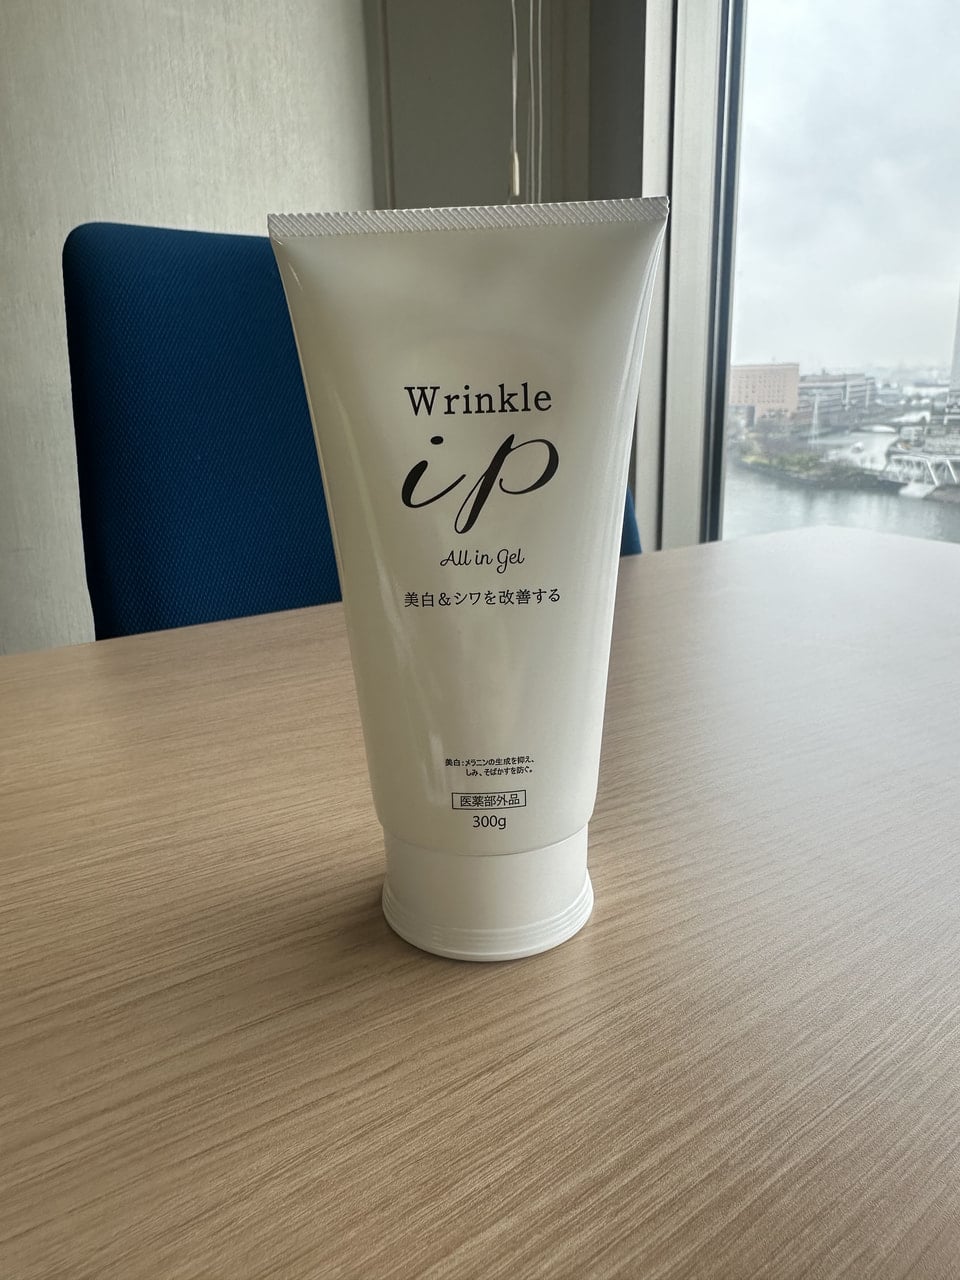 Wrinkle
ip
All in Gel
美白＆シワを改善する
美白：メラニンの生成を抑え、
しみ、そばかすを防ぐ。
医薬部外品
300g